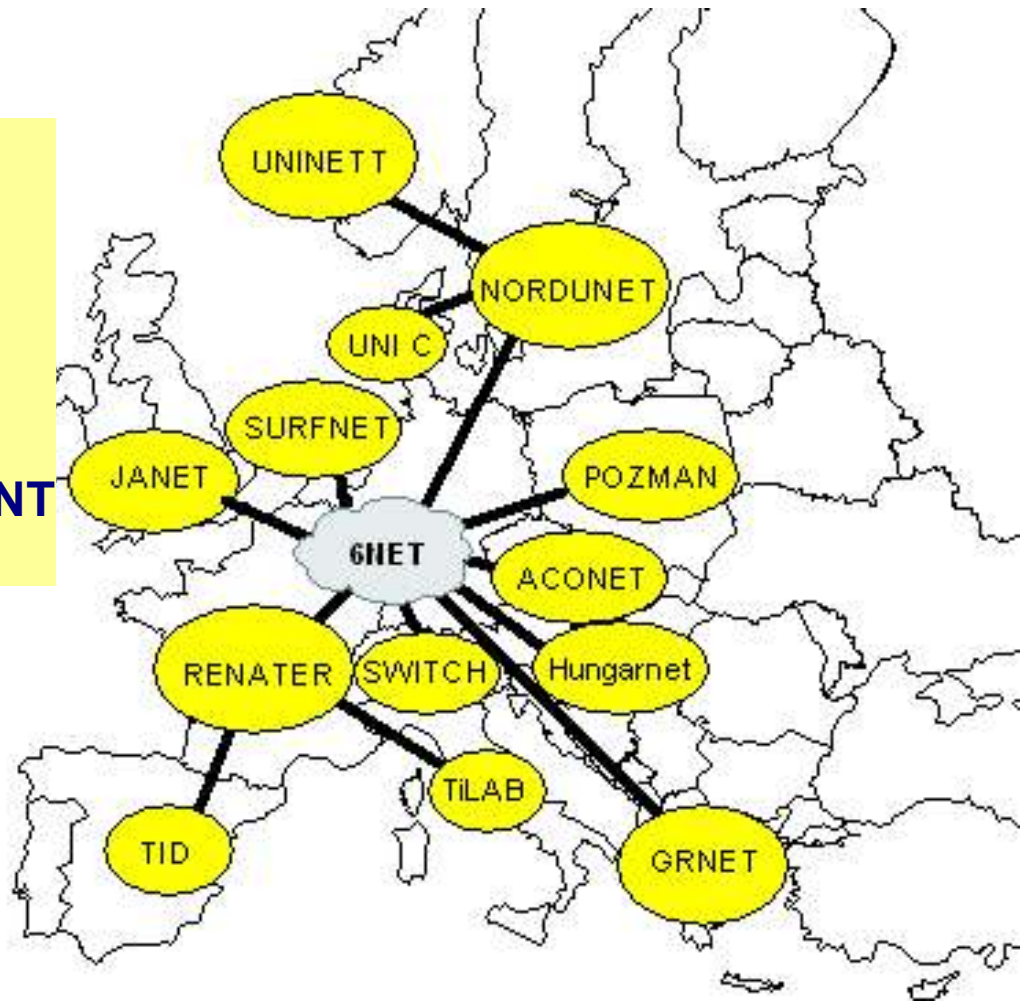 UNINETT
NORDUNET
UNI C
SURFNET
JANET
POZMAN
NT
6NET
ACONET
RENATER
SWITCH
Hungarnet
TiLAB
TID
GRNET